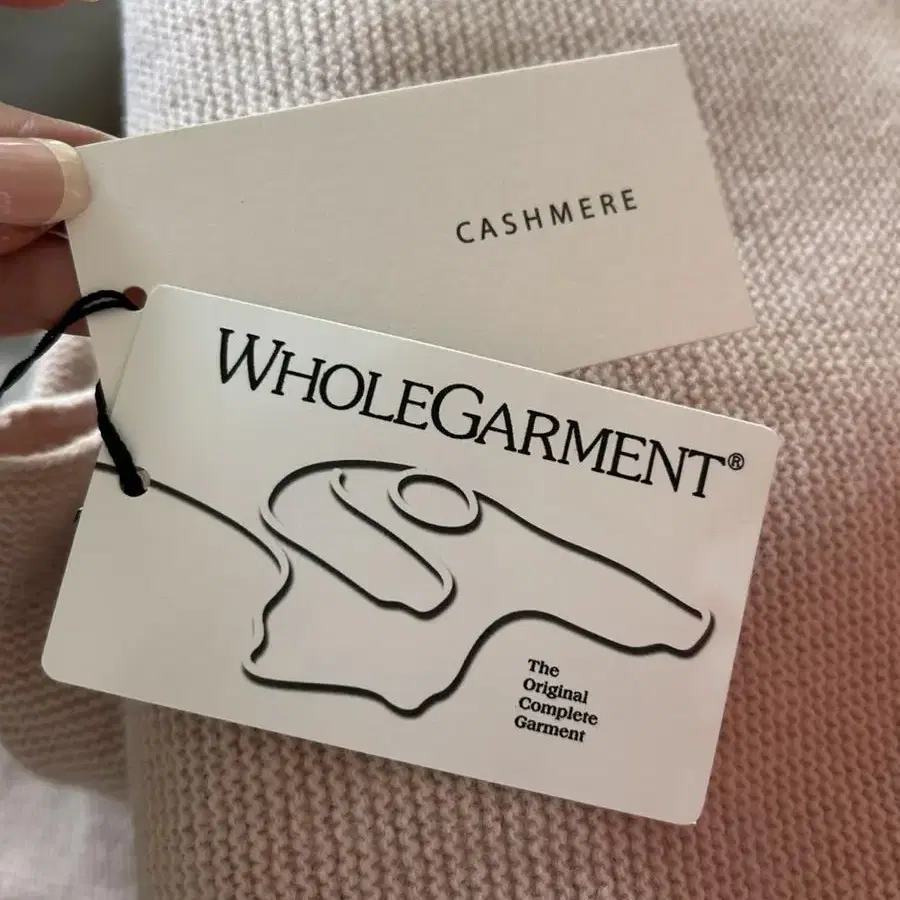 CASHMERE
WHOLEGARMENT®
The
Original
Complete
Garment